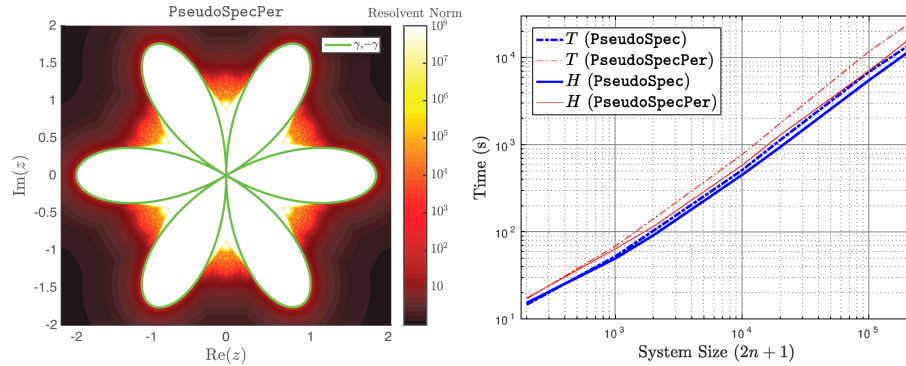 PseudoSpecPer
Resolvent Norm
2
1.5
1
0.5
0
-0.5
-1
-1.5
-2
Im(z)
γ,−γ
-2
-1
0
1
2
Re(z)
10^8
10^7
10^6
10^5
10^4
10^3
10^2
10
T (PseudoSpec)
T (PseudoSpecPer)
H (PseudoSpec)
H (PseudoSpecPer)
10^4
10^3
10^2
10^1
Time (s)
10^3
10^4
10^5
System Size (2n + 1)